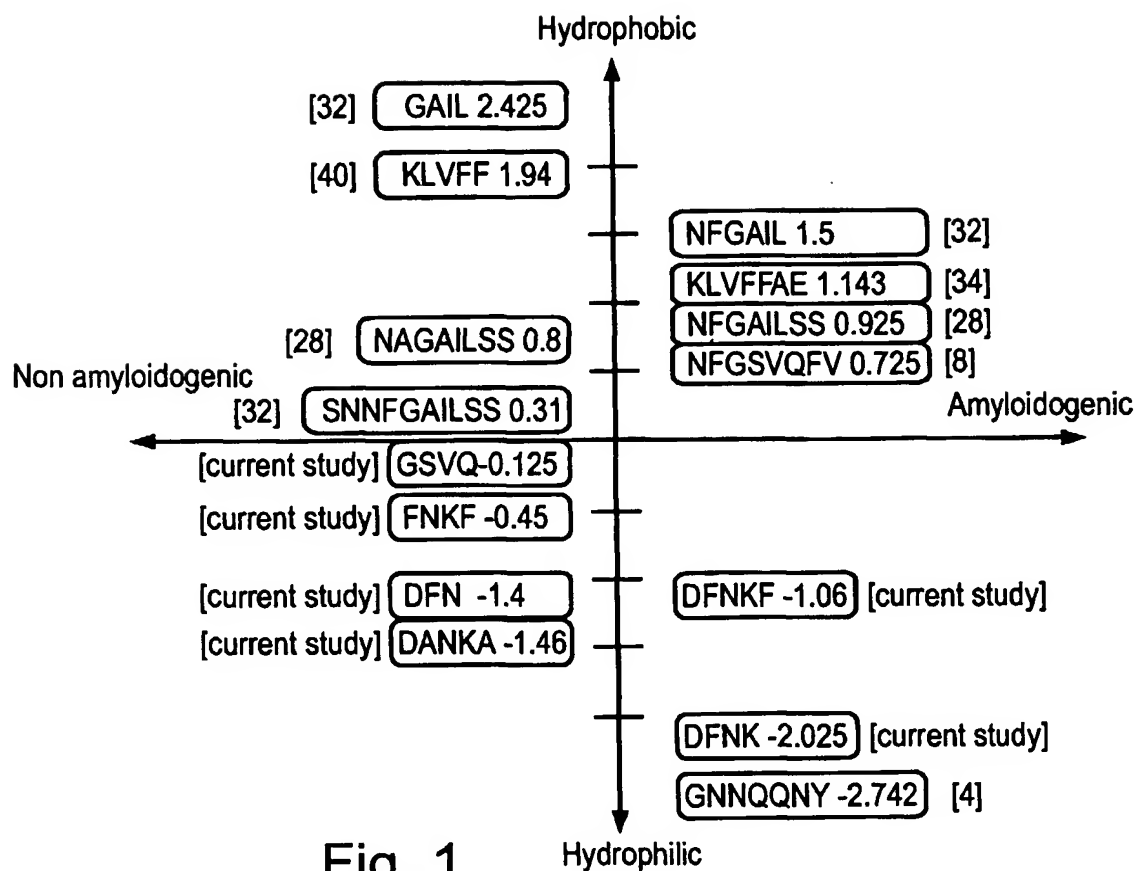 Hydrophobic
[32] GAIL 2.425
[40] KLVFF 1.94
NFGAIL 1.5 [32]
KLVFFAE 1.143 [34]
[28] NAGAILSS 0.8
NFGAILSS 0.925 [28]
NFGSVQFV 0.725 [8]
Non amyloidogenic
[32] SNNFGAILSS 0.31
Amyloidogenic
[current study] GSVQ-0.125
[current study] FNKF -0.45
[current study] DFN -1.4
DFNKF -1.06 [current study]
[current study] DANKA -1.46
DFNK -2.025 [current study]
GNNQQNY -2.742 [4]
Fig. 1
Hydrophilic